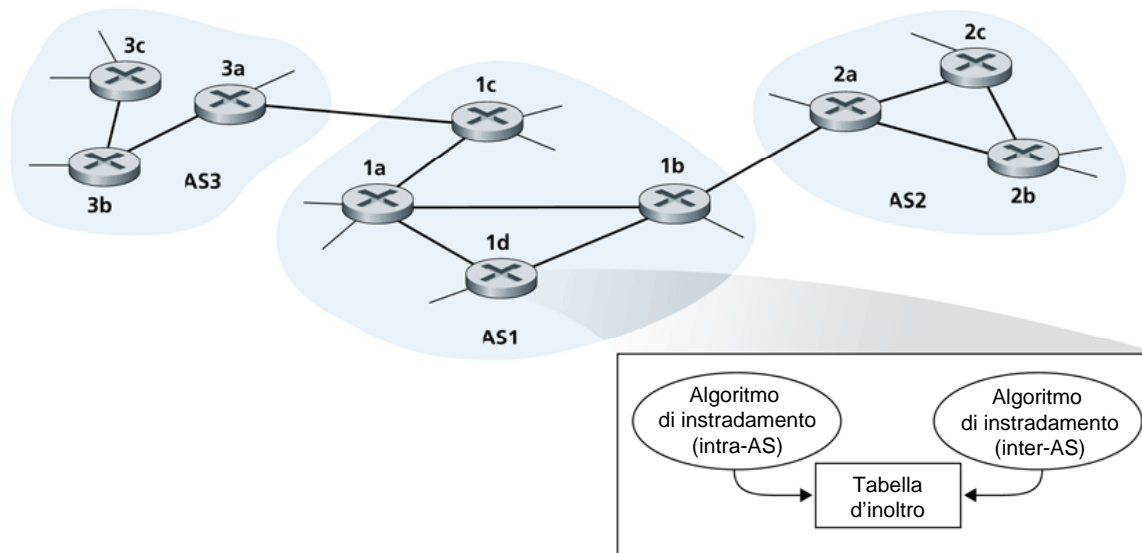 3c
3a
3b
AS3
1c
1a
1b
1d
AS1
2c
2a
2b
AS2
Algoritmo
di instradamento
(intra-AS)
Algoritmo
di instradamento
(inter-AS)
Tabella
d'inoltro